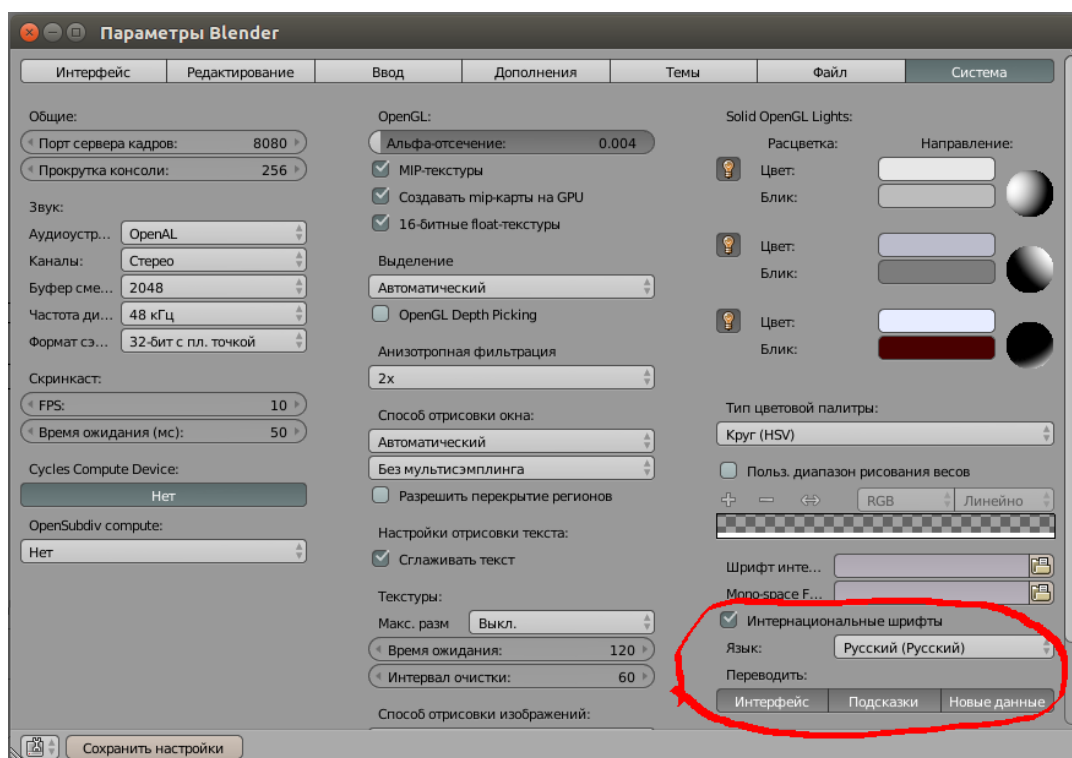 Параметры Blender
Интерфейс Редактирование Ввод Дополнения Темы Файл Система
Общие:
Порт сервера кадров: 8080
Прокрутка консоли: 256
Звук:
Аудиоустр... OpenAL
Каналы: Стерео
Буфер сме... 2048
Частота ди... 48 кГц
Формат сэ... 32-бит с пл. точкой
Скринкаст:
FPS: 10
Время ожидания (мс): 50
Cycles Compute Device:
Нет
OpenSubdiv compute:
Нет
OpenGL:
Альфа-отсечение: 0.004
MIP-текстуры
Создавать mip-карты на GPU
16-битные float-текстуры
Выделение
Автоматический
OpenGL Depth Picking
Анизотропная фильтрация
2x
Способ отрисовки окна:
Автоматический
Без мультисэмплинга
Разрешить перекрытие регионов
Настройки отрисовки текста:
Сглаживать текст
Текстуры:
Макс. разм Выкл.
Время ожидания: 120
Интервал очистки: 60
Способ отрисовки изображений:
Solid OpenGL Lights:
Расцветка: Направление:
Цвет:
Блик:
Цвет:
Блик:
Цвет:
Блик:
Тип цветовой палитры:
Круг (HSV)
Польз. диапазон рисования весов
RGB Линейно
Шрифт инте...
Mono-space F...
Интернациональные шрифты
Язык: Русский (Русский)
Переводить:
Интерфейс Подсказки Новые данные
Сохранить настройки